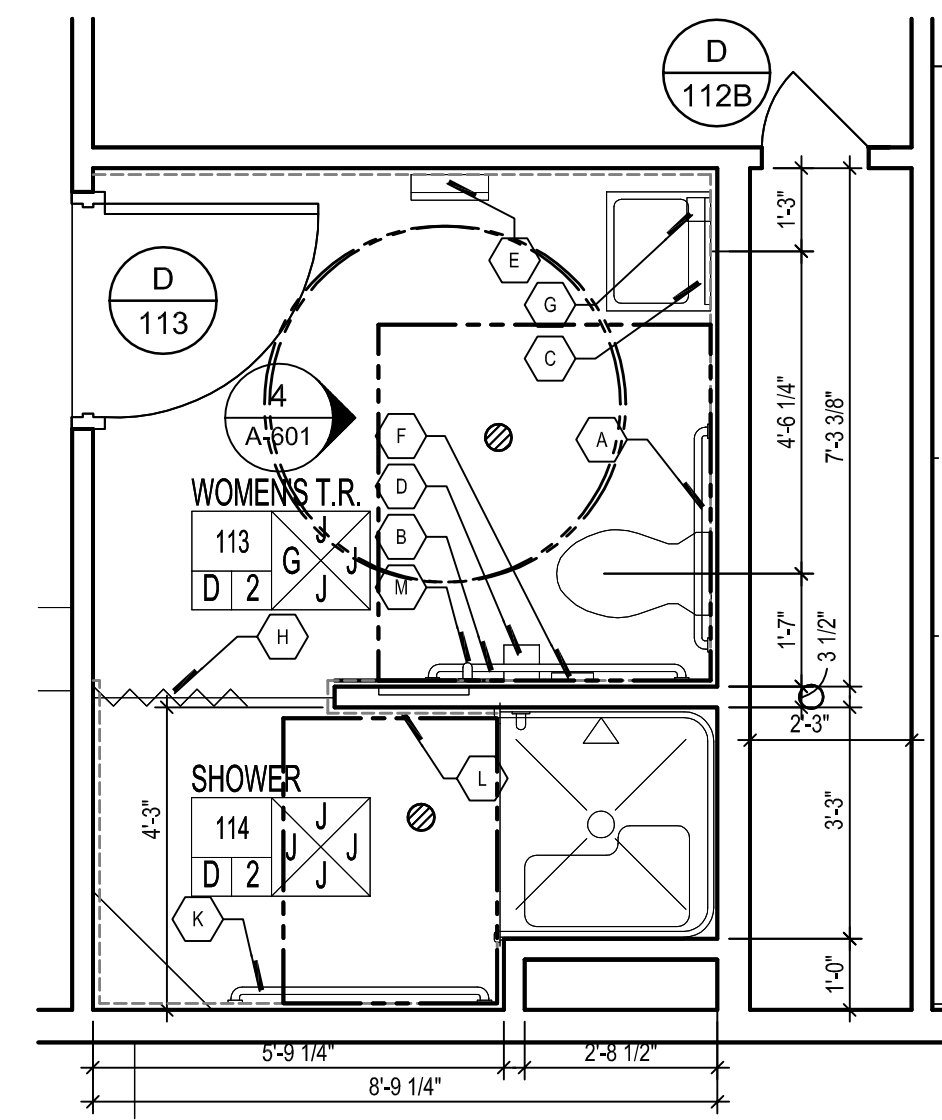 D
112B
1'-3"
E
D
113
G
C
4
A-601
F
A
4'-6 1/4"
7'-3 3/8"
D
WOMEN'S T.R.
113
J
G
J
D 2
J
B
M
H
1'-7"
3 1/2"
2'-3"
SHOWER
L
4'-3"
114
J
J
J
D 2
J
3'-3"
K
1'-0"
5'-9 1/4"
2'-8 1/2"
8'-9 1/4"